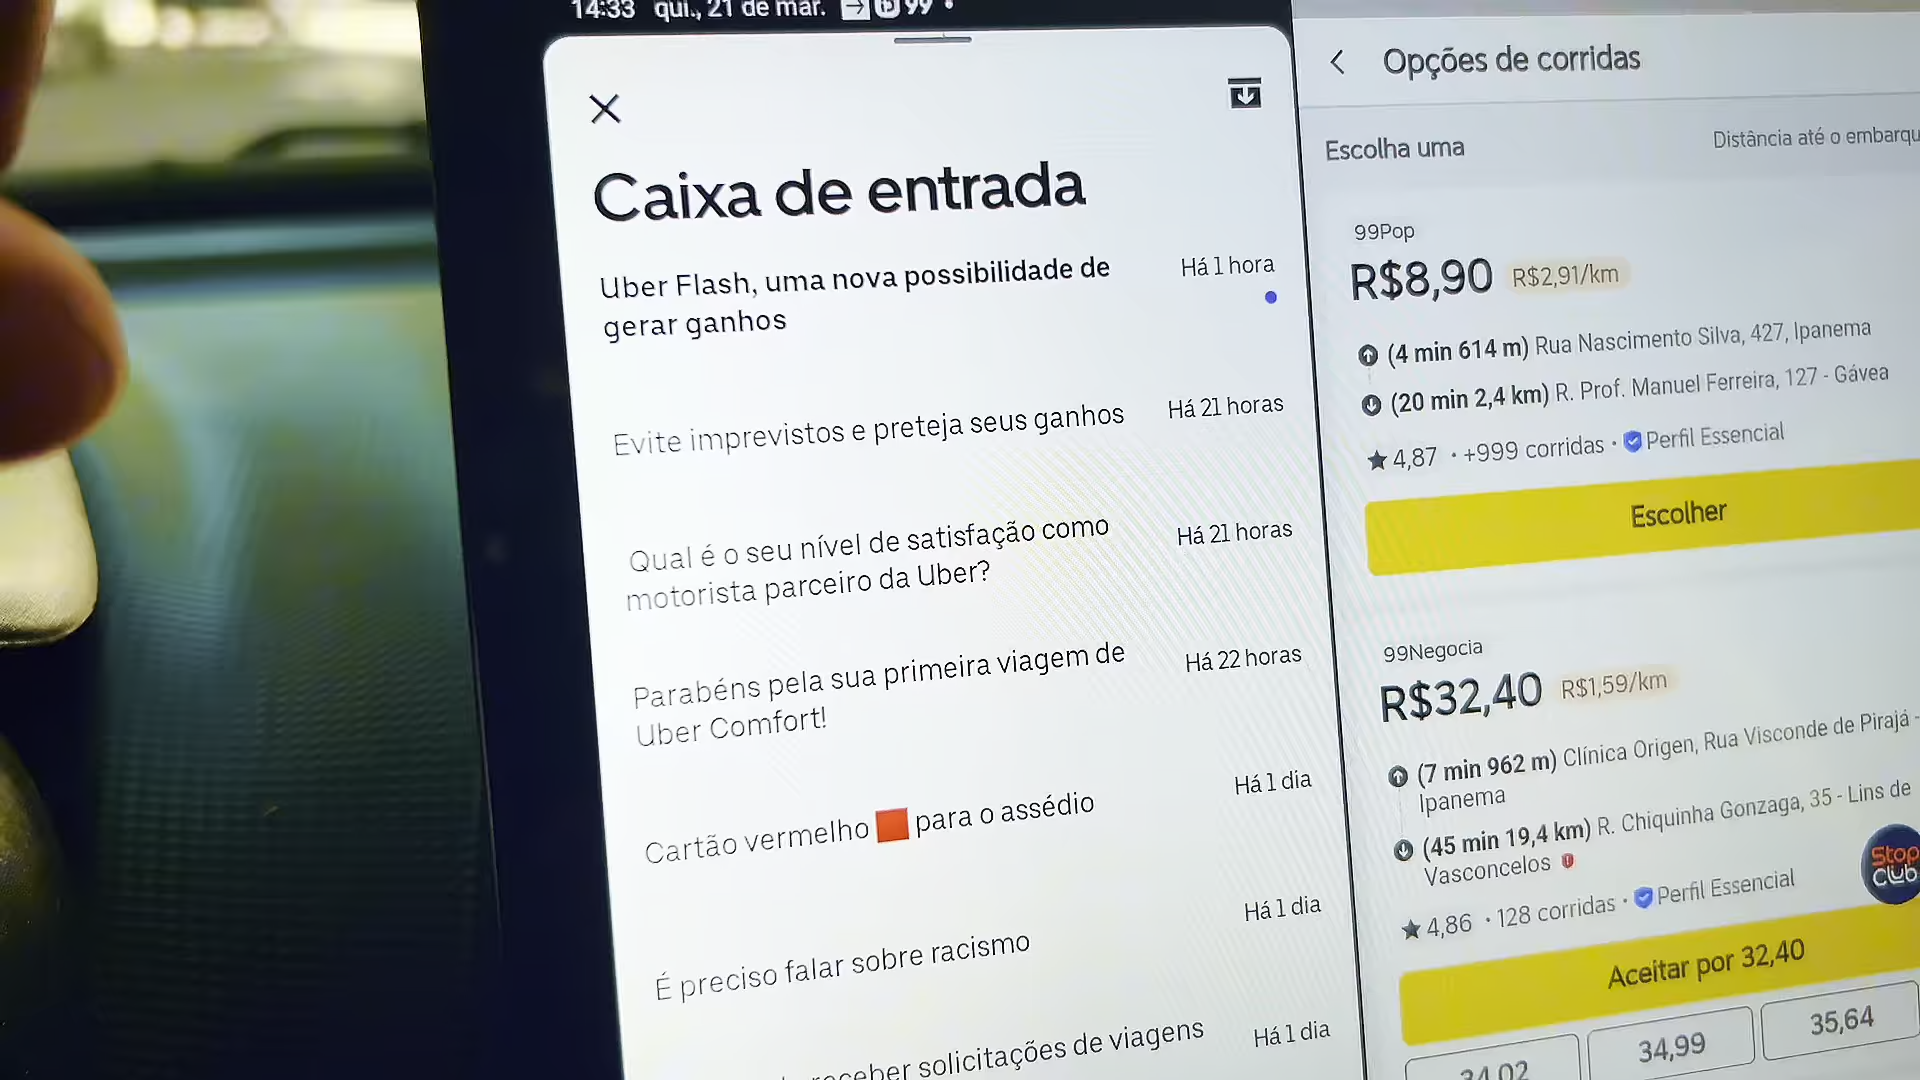 14:33 qui., 21 de mar. 99
Caixa de entrada
Uber Flash, uma nova possibilidade de
gerar ganhos
Há 1 hora
Evite imprevistos e preteja seus ganhos
Há 21 horas
Qual é o seu nível de satisfação como
motorista parceiro da Uber?
Há 21 horas
Parabéns pela sua primeira viagem de
Uber Comfort!
Há 22 horas
Cartão vermelho 🟥 para o assédio
Há 1 dia
É preciso falar sobre racismo
Há 1 dia
receber solicitações de viagens
Há 1 dia
Opções de corridas
Escolha uma
Distância até o
99Pop
R$8,90 R$2,91/km
(4 min 614 m) Rua Nascimento Silva, 427, Ipanema
(20 min 2,4 km) R. Prof. Manuel Ferreira, 127 - Gávea
4,87 · +999 corridas · Perfil Essencial
Escolher
99Negocia
R$32,40 R$1,59/km
(7 min 962 m) Clínica Origen, Rua Visconde de Pirajá -
Ipanema
(45 min 19,4 km) R. Chiquinha Gonzaga, 35 - Lins de
Vasconcelos
4,86 · 128 corridas · Perfil Essencial
Stop
Club
Aceitar por 32,40
34,02
34,99
35,64